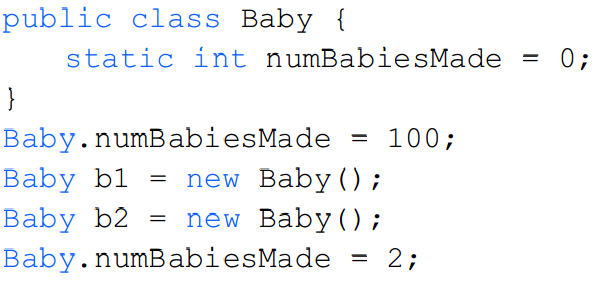 public class Baby {
    static int numBabiesMade = 0;
}
Baby.numBabiesMade = 100;
Baby b1 = new Baby();
Baby b2 = new Baby();
Baby.numBabiesMade = 2;